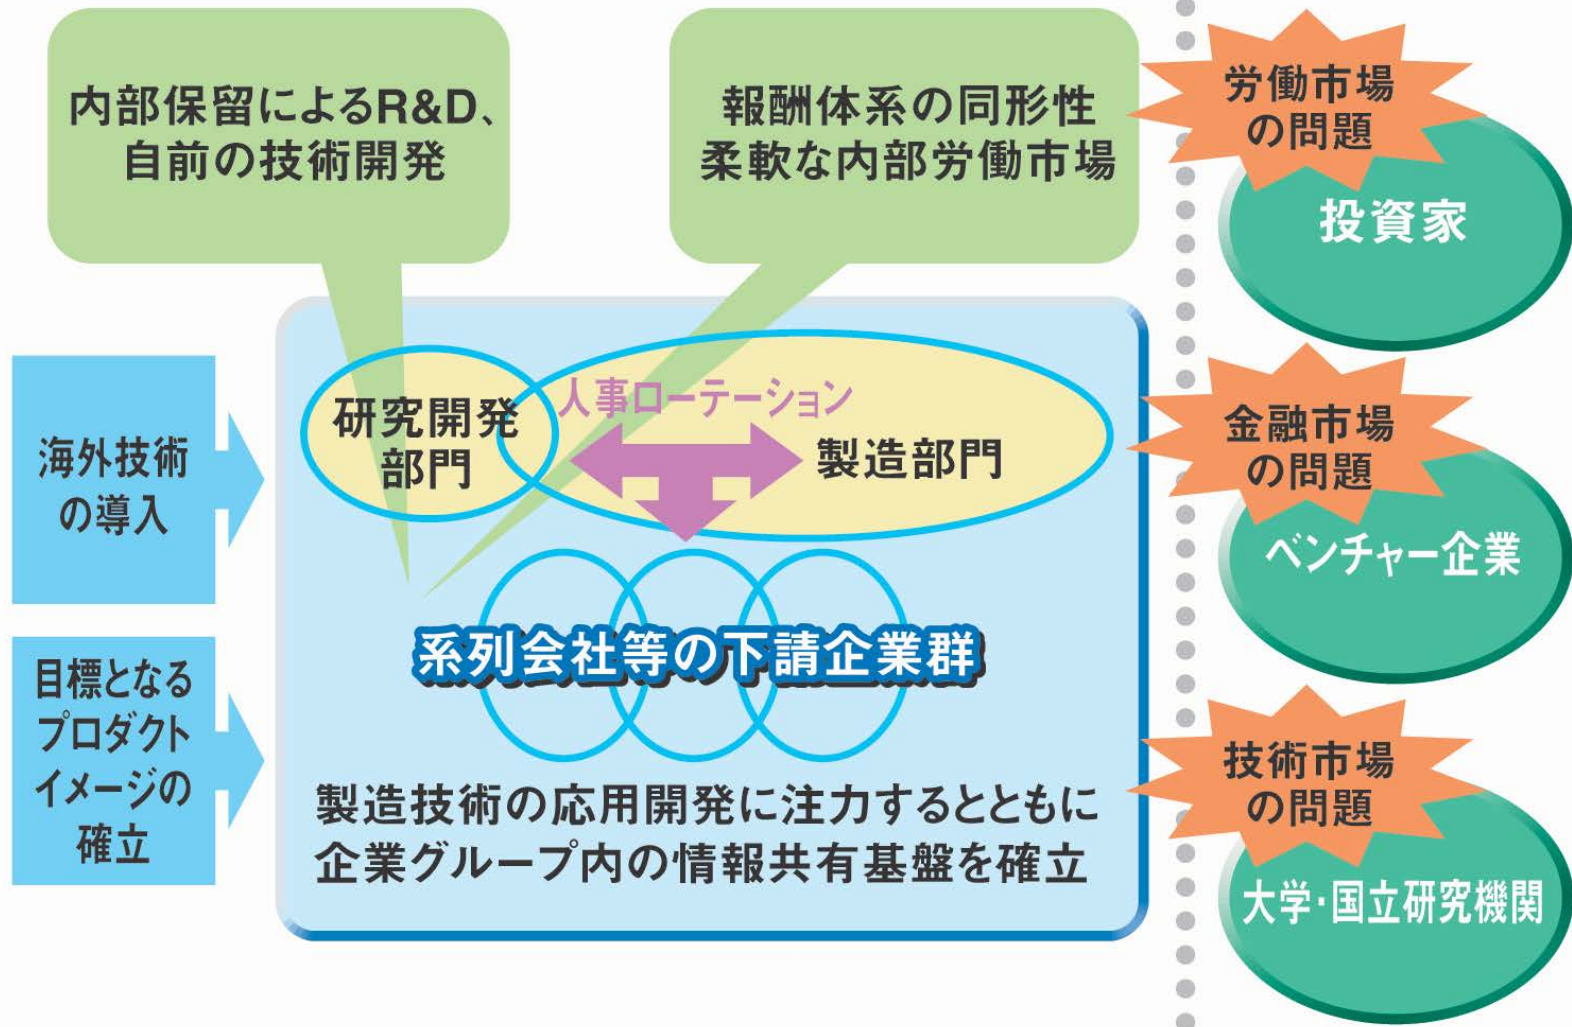 内部保留によるR&D、
自前の技術開発
報酬体系の同形性
柔軟な内部労働市場
労働市場
の問題
投資家
海外技術
の導入
研究開発
部門
人事ローテーション
製造部門
金融市場
の問題
ベンチャー企業
系列会社等の下請企業群
目標となる
プロダクト
イメージの
確立
製造技術の応用開発に注力するとともに
企業グループ内の情報共有基盤を確立
技術市場
の問題
大学・国立研究機関